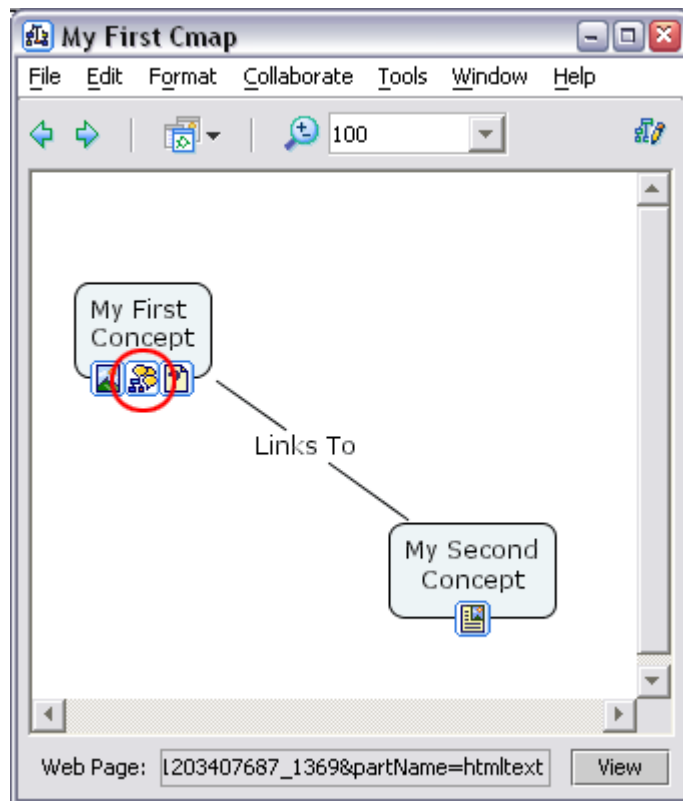 My First Cmap
File Edit Format Collaborate Tools Window Help
100
My First
Concept
Links To
My Second
Concept
Web Page: 1203407687_1369&partName=htmltext View